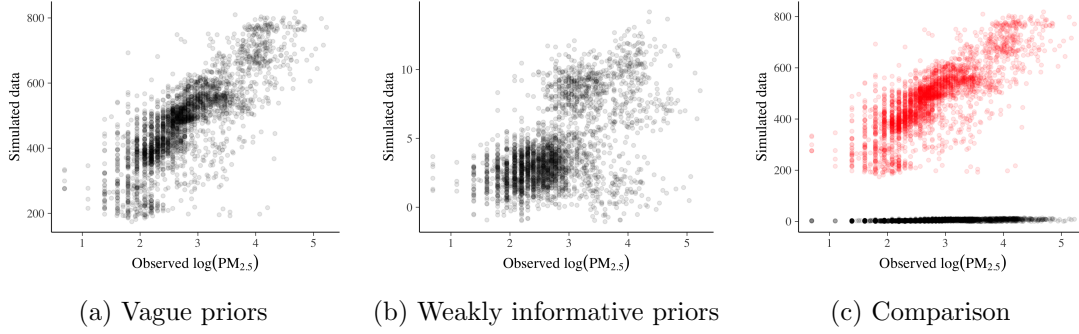 800
600
400
200
Simulated data
1 2 3 4 5
Observed log(PM2.5)
(a) Vague priors
10
5
0
Simulated data
1 2 3 4 5
Observed log(PM2.5)
(b) Weakly informative priors
800
600
400
200
0
Simulated data
1 2 3 4 5
Observed log(PM2.5)
(c) Comparison